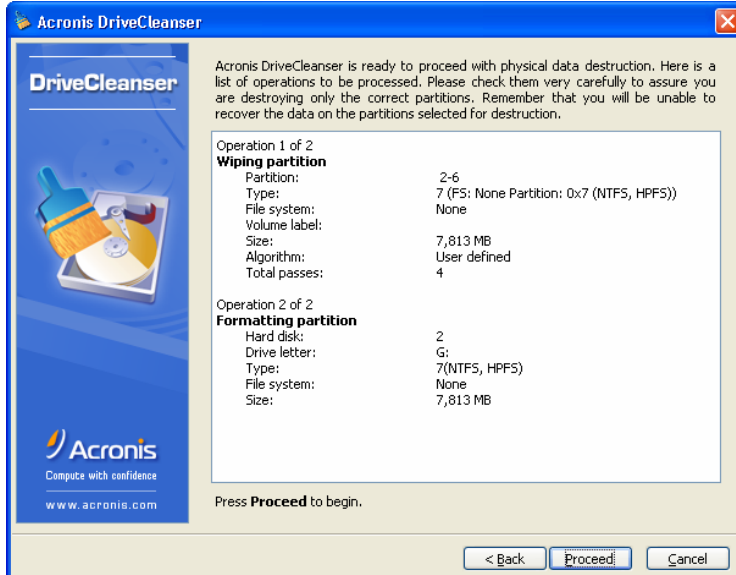 Acronis DriveCleanser
DriveCleanser
Acronis DriveCleanser is ready to proceed with physical data destruction. Here is a
list of operations to be processed. Please check them very carefully to assure you
are destroying only the correct partitions. Remember that you will be unable to
recover the data on the partitions selected for destruction.
Operation 1 of 2
Wiping partition
Partition: 2-6
Type: 7 (FS: None Partition: 0x7 (NTFS, HPFS))
File system: None
Volume label:
Size: 7,813 MB
Algorithm: User defined
Total passes: 4
Operation 2 of 2
Formatting partition
Hard disk: 2
Drive letter: G:
Type: 7(NTFS, HPFS)
File system: None
Size: 7,813 MB
Acronis
Compute with confidence
www.acronis.com
Press Proceed to begin.
< Back
Proceed
Cancel